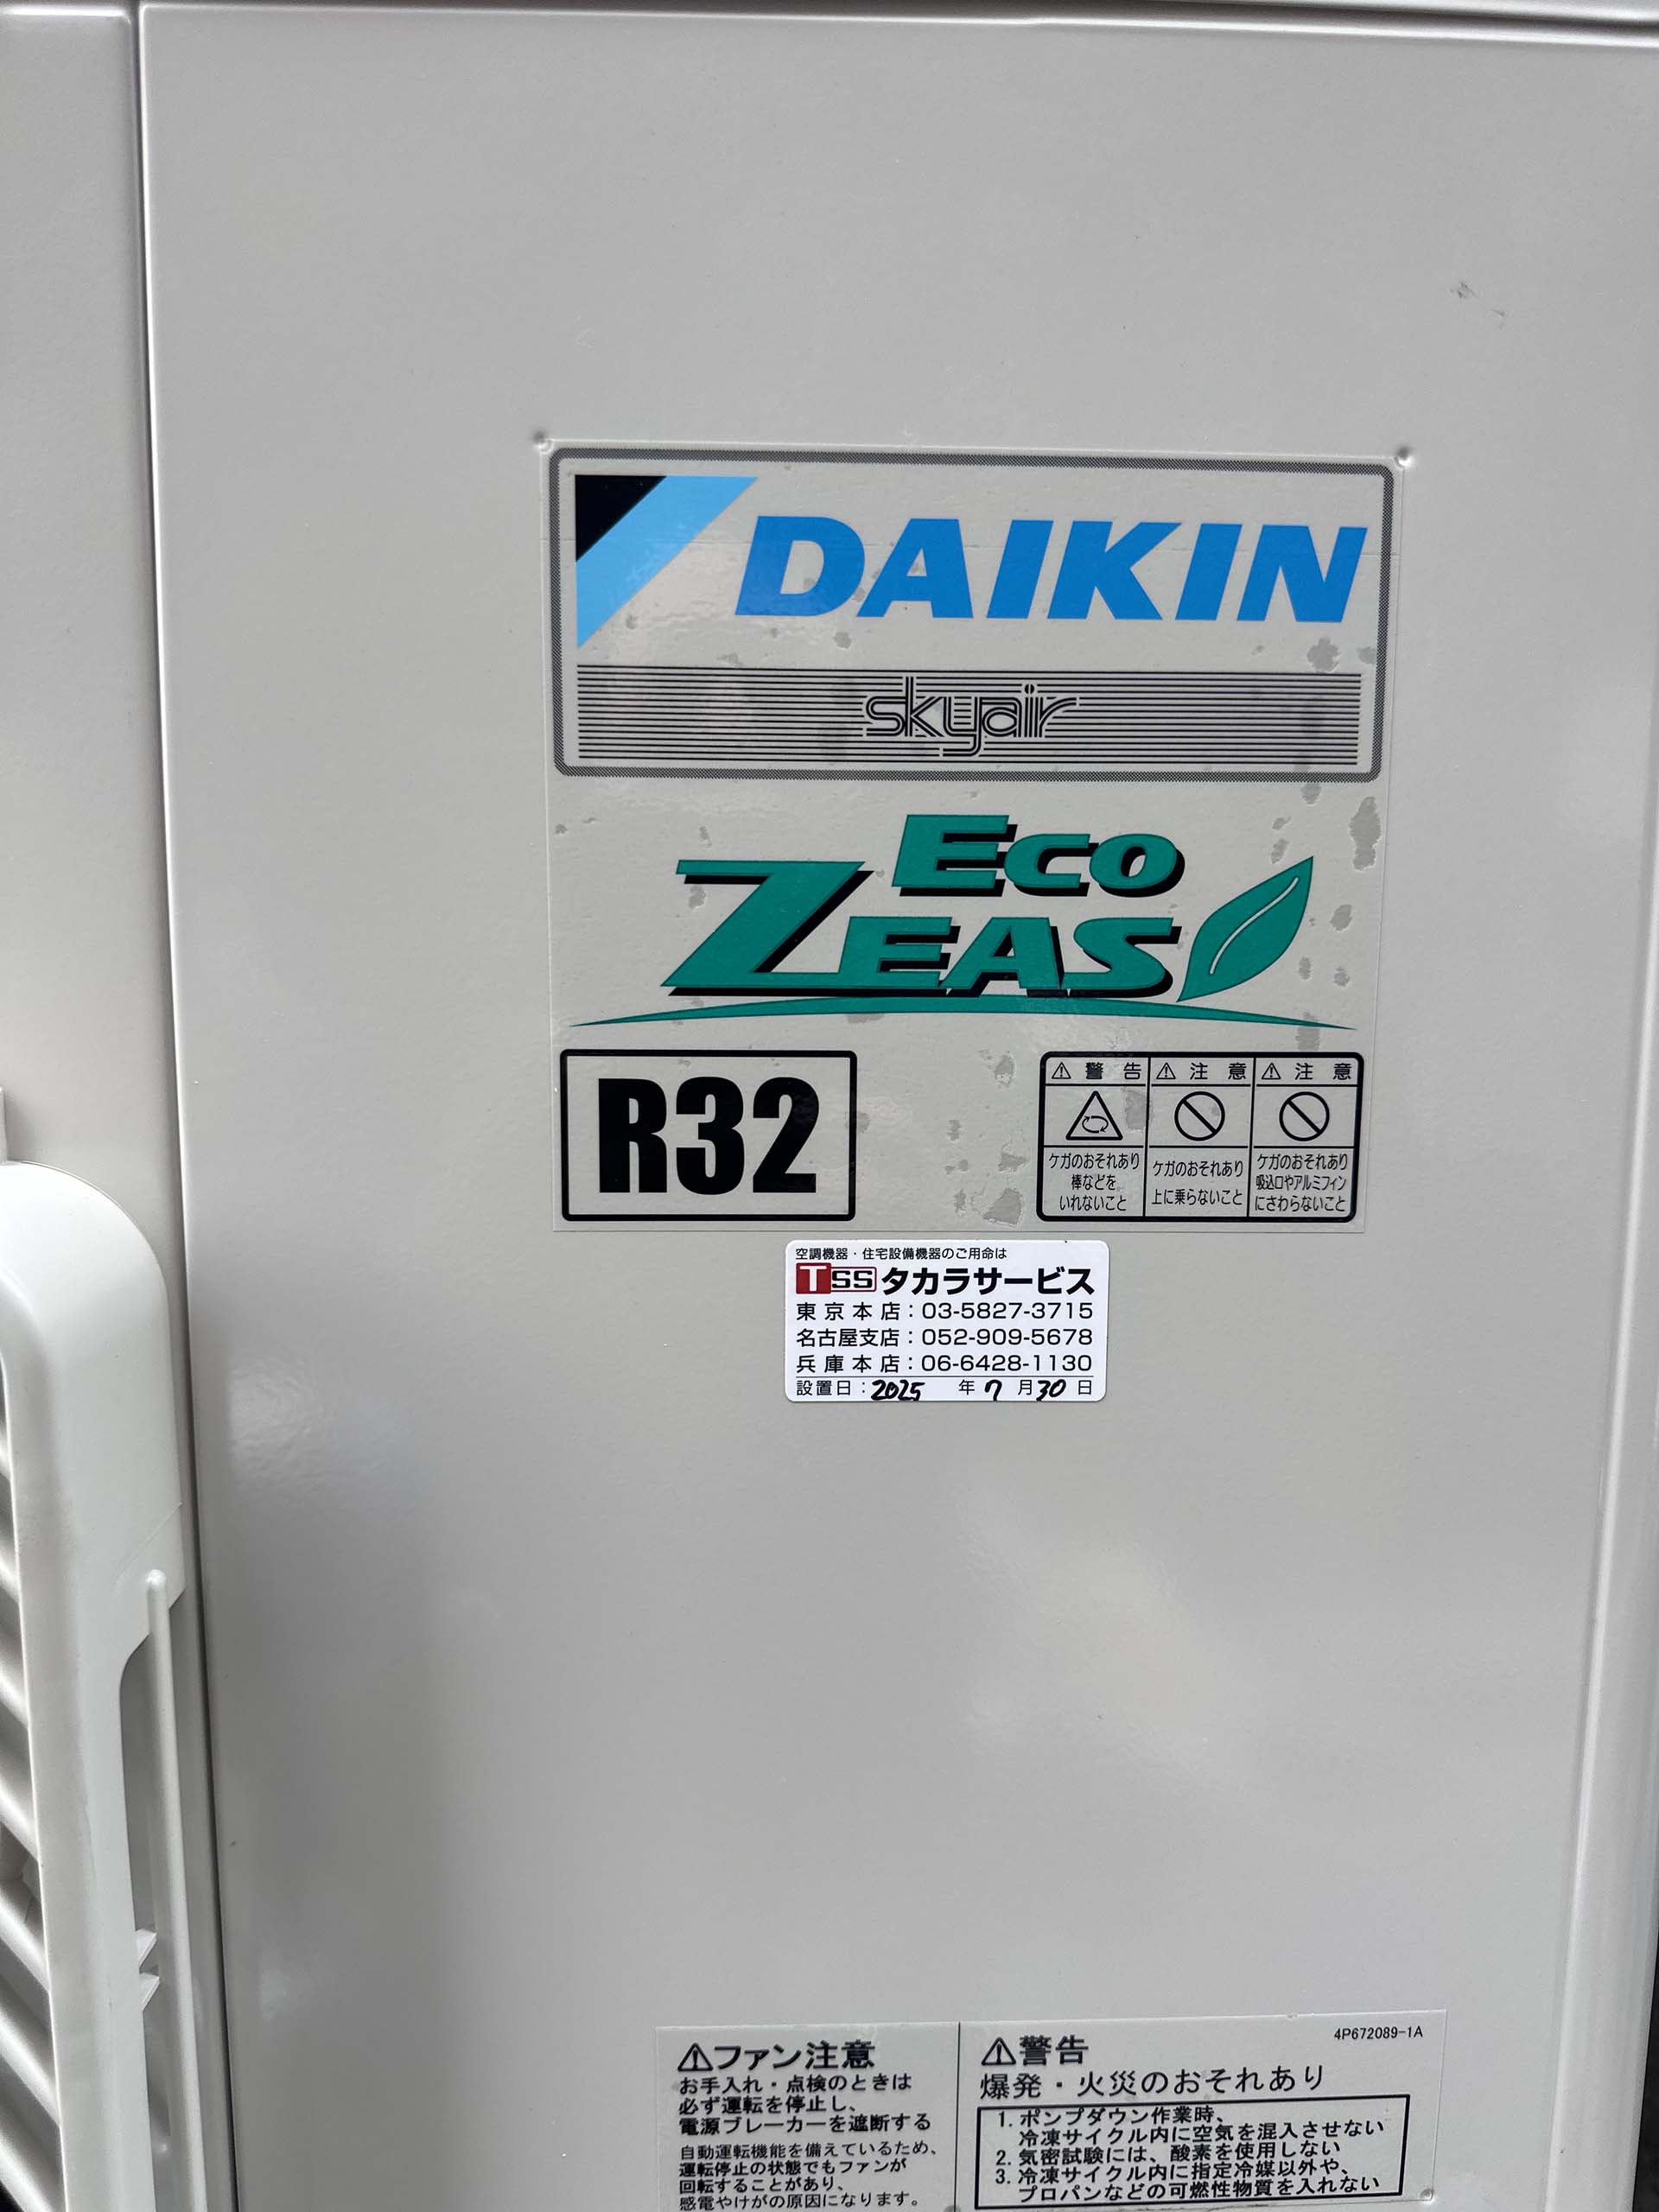 DAIKIN
skyair
ECO
ZEAS
R32
⚠警告
ケガのおそれあり
棒などを
いれないこと
⚠注意
ケガのおそれあり
上に乗らないこと
⚠注意
ケガのおそれあり
吸込口やアルミフィン
にさわらないこと
空調機器・住宅設備機器のご用命は
TSS タカラサービス
東京本店：03-5827-3715
名古屋支店：052-909-5678
兵庫本店：06-6428-1130
設置日：2025年7月30日
⚠ファン注意
お手入れ・点検のときは
必ず運転を停止し、
電源ブレーカーを遮断する
自動運転機能を備えているため、
運転停止の状態でもファンが
回転することがあり、
感電やけがの原因になります。
4P672089-1A
⚠警告
爆発・火災のおそれあり
1. ポンプダウン作業時、
冷凍サイクル内に空気を混入させない
2. 気密試験には、酸素を使用しない
3. 冷凍サイクル内に指定冷媒以外や、
プロパンなどの可燃性物質を入れない